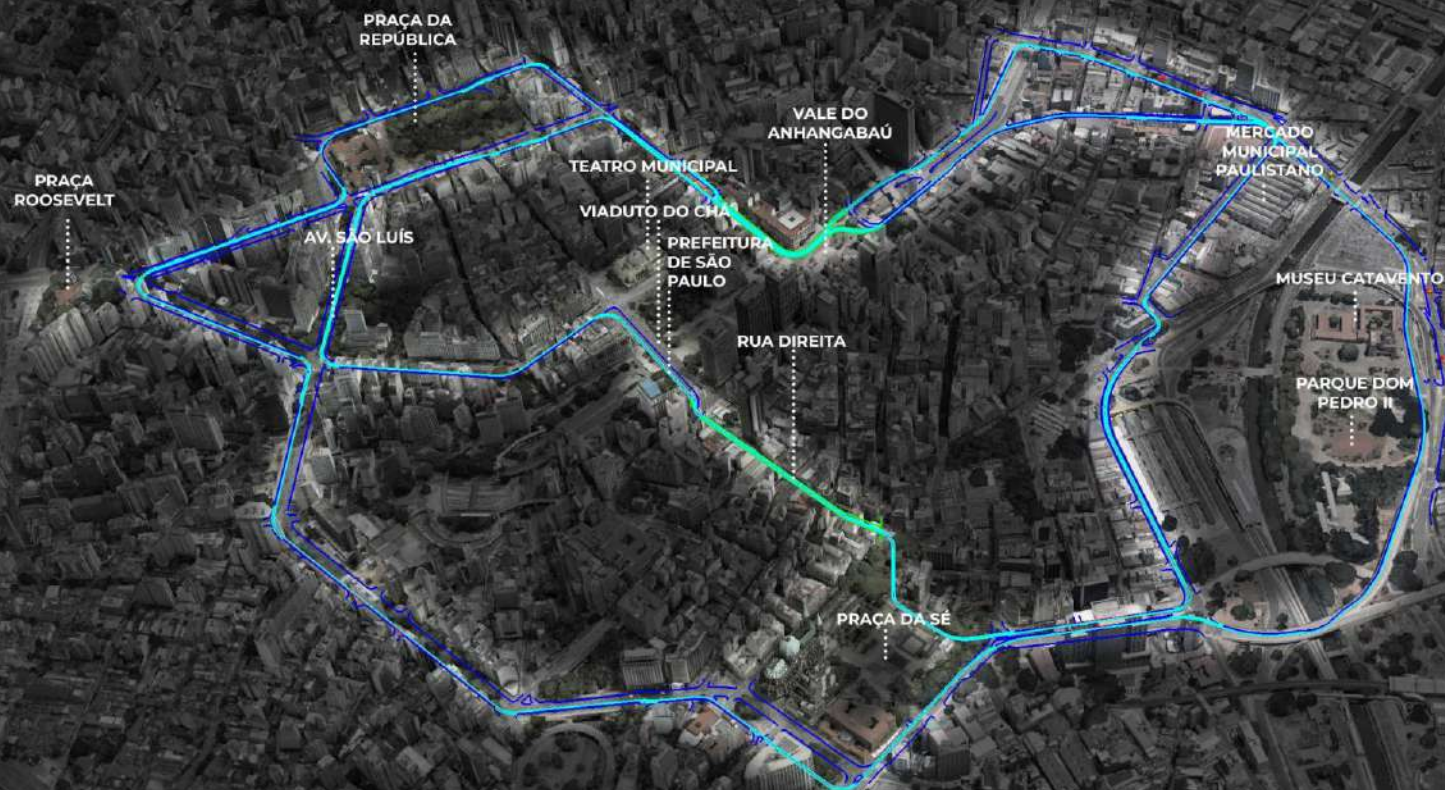 PRAÇA DA
REPÚBLICA
VALE DO
ANHANGABAÚ
MERCADO
MUNICIPAL
PAULISTANO
TEATRO MUNICIPAL
PRAÇA
ROOSEVELT
VIADUTO DO CHÁ
AV. SÃO LUÍS
PREFEITURA
DE SÃO
PAULO
MUSEU CATAVENTO
RUA DIREITA
PARQUE DOM
PEDRO II
PRAÇA DA SÉ